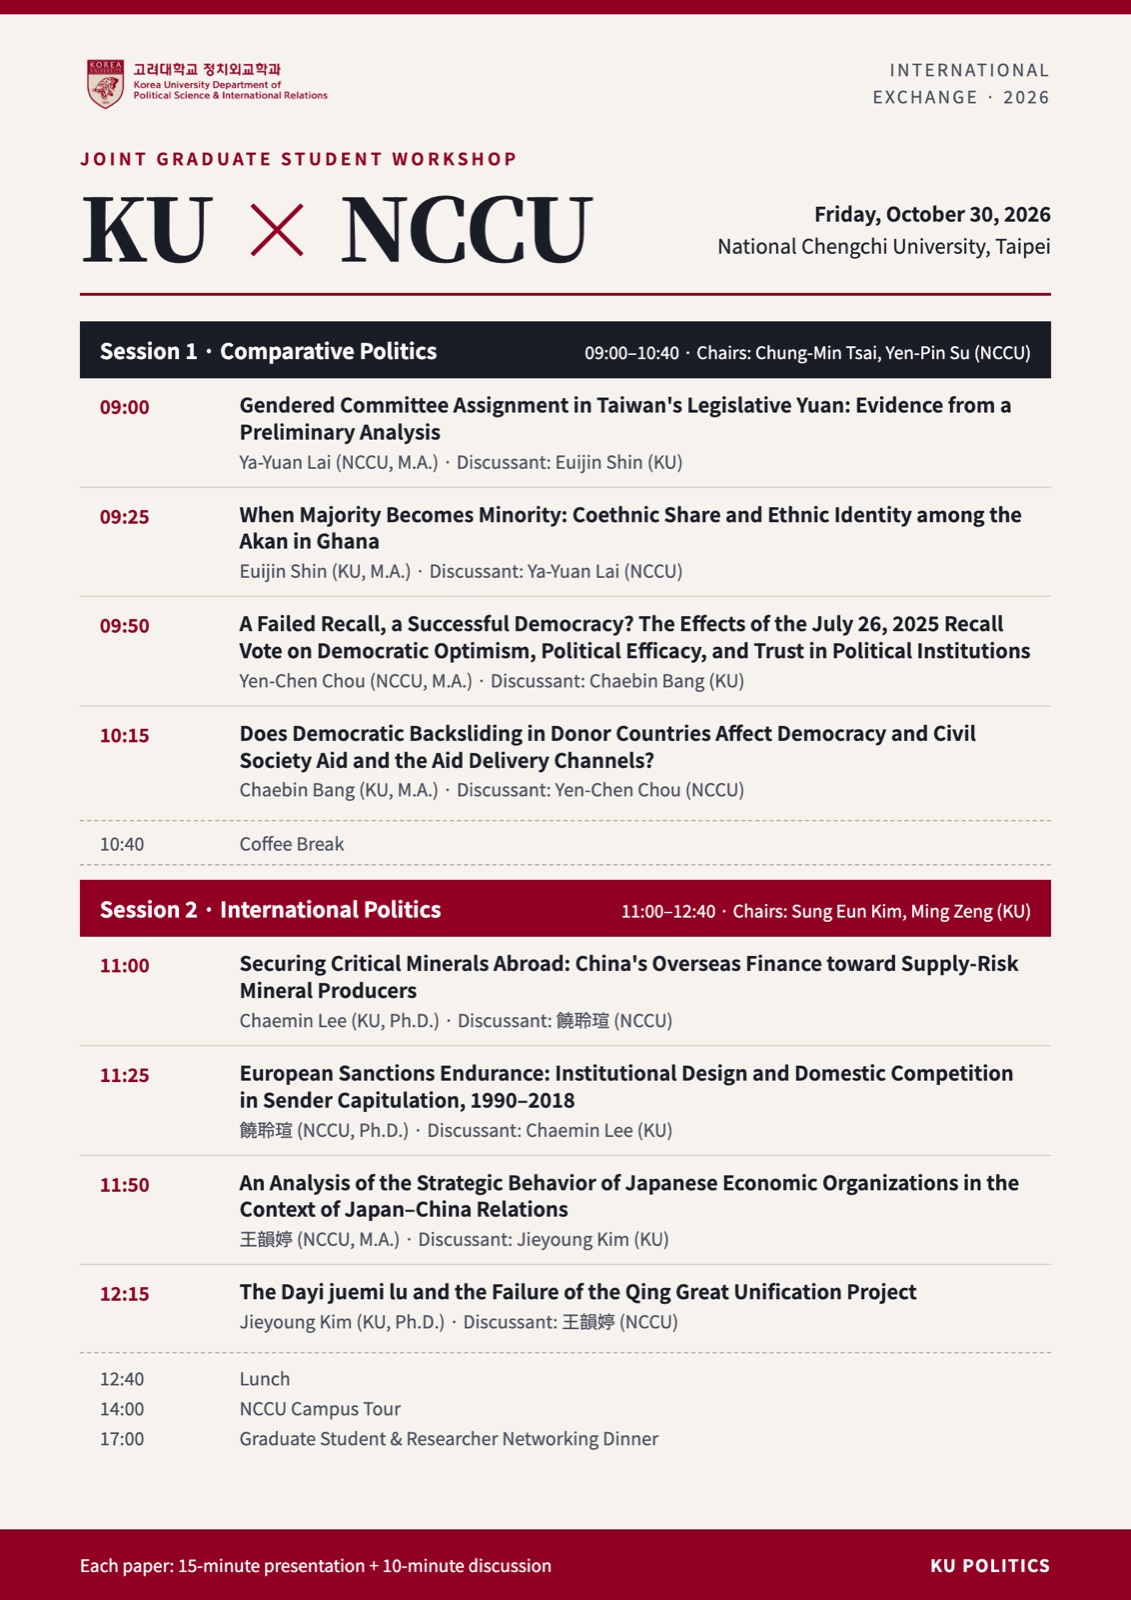 KOREA
고려대학교 정치외교학과
Korea University Department of
Political Science & International Relations
INTERNATIONAL
EXCHANGE · 2026
JOINT GRADUATE STUDENT WORKSHOP
KU × NCCU
Friday, October 30, 2026
National Chengchi University, Taipei
Session 1 · Comparative Politics
09:00–10:40 · Chairs: Chung-Min Tsai, Yen-Pin Su (NCCU)
09:00
Gendered Committee Assignment in Taiwan's Legislative Yuan: Evidence from a
Preliminary Analysis
Ya-Yuan Lai (NCCU, M.A.) · Discussant: Euijin Shin (KU)
09:25
When Majority Becomes Minority: Coethnic Share and Ethnic Identity among the
Akan in Ghana
Euijin Shin (KU, M.A.) · Discussant: Ya-Yuan Lai (NCCU)
09:50
A Failed Recall, a Successful Democracy? The Effects of the July 26, 2025 Recall
Vote on Democratic Optimism, Political Efficacy, and Trust in Political Institutions
Yen-Chen Chou (NCCU, M.A.) · Discussant: Chaebin Bang (KU)
10:15
Does Democratic Backsliding in Donor Countries Affect Democracy and Civil
Society Aid and the Aid Delivery Channels?
Chaebin Bang (KU, M.A.) · Discussant: Yen-Chen Chou (NCCU)
10:40
Coffee Break
Session 2 · International Politics
11:00–12:40 · Chairs: Sung Eun Kim, Ming Zeng (KU)
11:00
Securing Critical Minerals Abroad: China's Overseas Finance toward Supply-Risk
Mineral Producers
Chaemin Lee (KU, Ph.D.) · Discussant: 饒聆瑄 (NCCU)
11:25
European Sanctions Endurance: Institutional Design and Domestic Competition
in Sender Capitulation, 1990–2018
饒聆瑄 (NCCU, Ph.D.) · Discussant: Chaemin Lee (KU)
11:50
An Analysis of the Strategic Behavior of Japanese Economic Organizations in the
Context of Japan–China Relations
王韻婷 (NCCU, M.A.) · Discussant: Jieyoung Kim (KU)
12:15
The Dayi juemi lu and the Failure of the Qing Great Unification Project
Jieyoung Kim (KU, Ph.D.) · Discussant: 王韻婷 (NCCU)
12:40
Lunch
14:00
NCCU Campus Tour
17:00
Graduate Student & Researcher Networking Dinner
Each paper: 15-minute presentation + 10-minute discussion
KU POLITICS